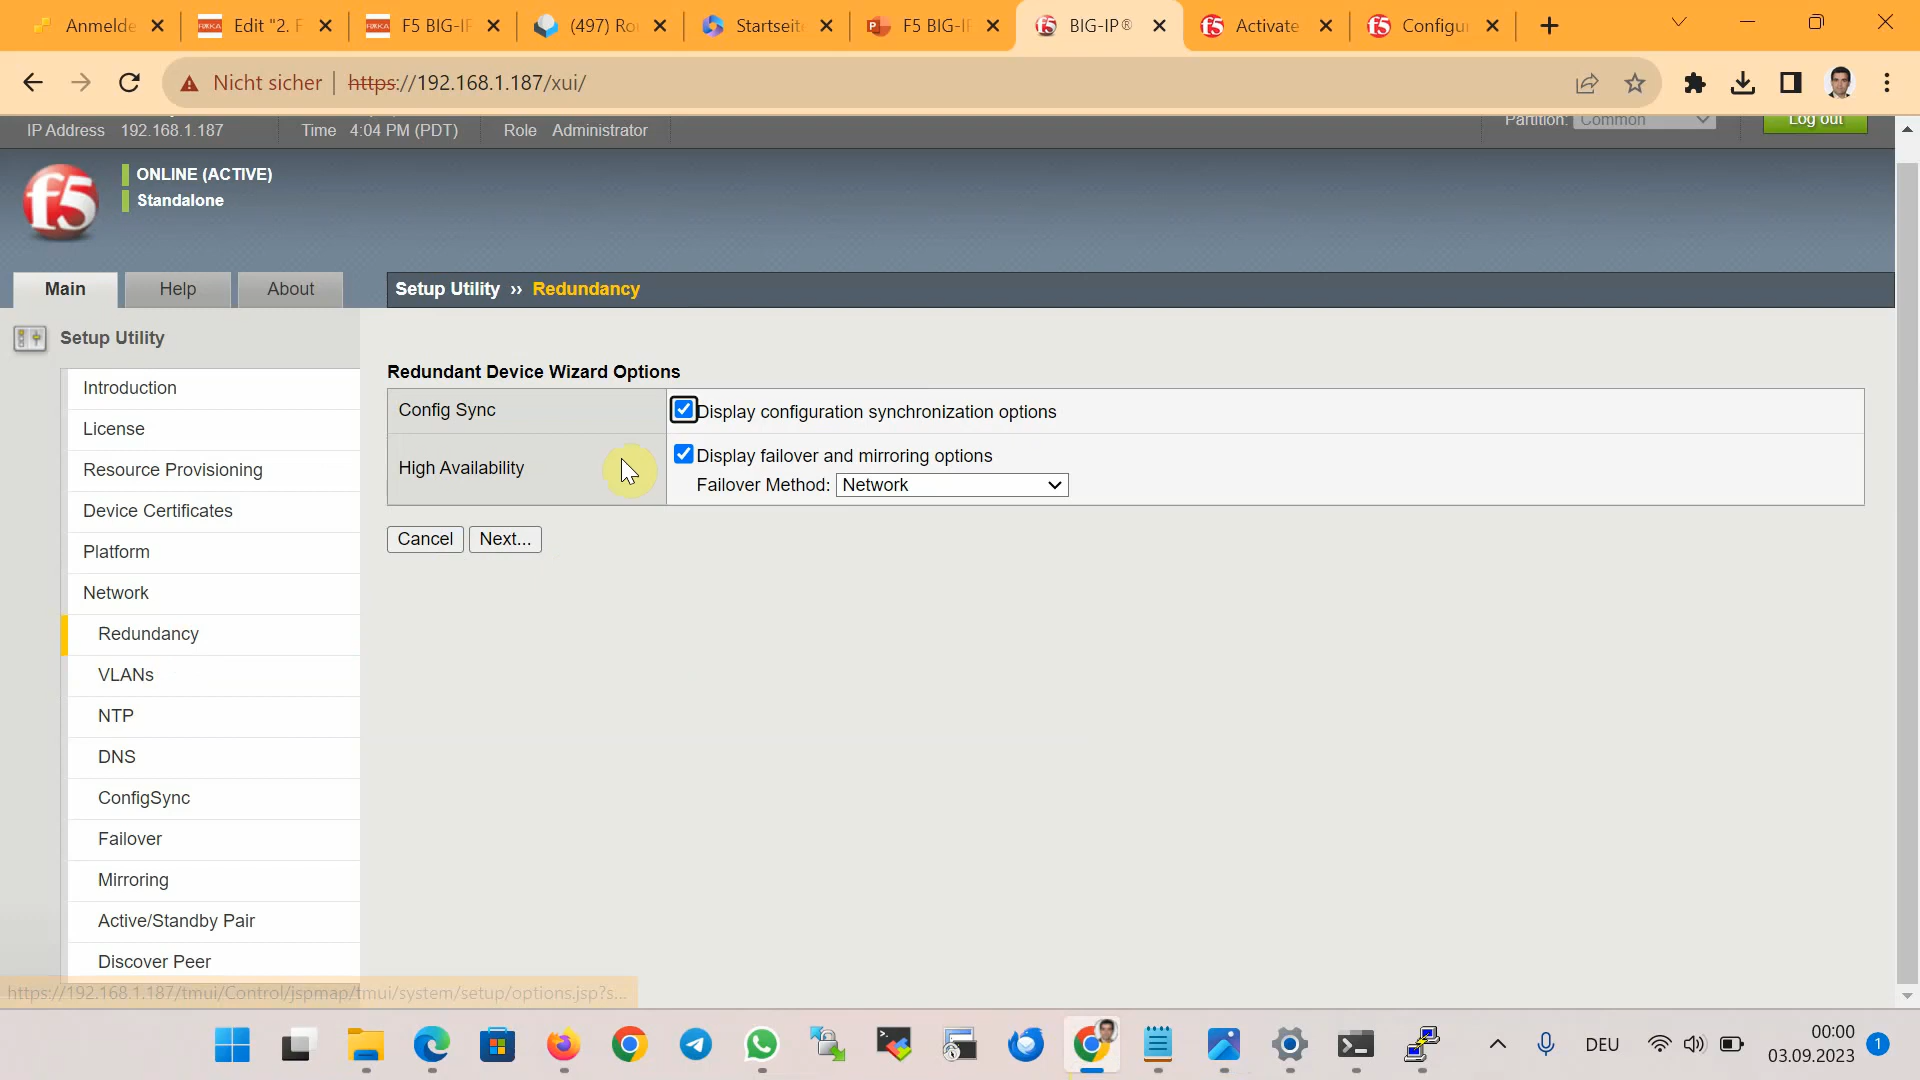 Anmelde
Edit "2. F
F5 BIG-IF
(497) Ro
Startseite
F5 BIG-IF
BIG-IP®
Activate
Configu
Nicht sicher
https://192.168.1.187/xui/
IP Address 192.168.1.187
Time 4:04 PM (PDT)
Role Administrator
Partition: Common
Log out
f5
ONLINE (ACTIVE)
Standalone
Main
Help
About
Setup Utility ›› Redundancy
Setup Utility
Introduction
License
Resource Provisioning
Device Certificates
Platform
Network
Redundancy
VLANs
NTP
DNS
ConfigSync
Failover
Mirroring
Active/Standby Pair
Discover Peer
Redundant Device Wizard Options
Config Sync
Display configuration synchronization options
High Availability
Display failover and mirroring options
Failover Method: Network
Cancel
Next...
https://192.168.1.187/tmui/Control/jspmap/tmui/system/setup/options.jsp?s...
DEU
00:00
03.09.2023
1